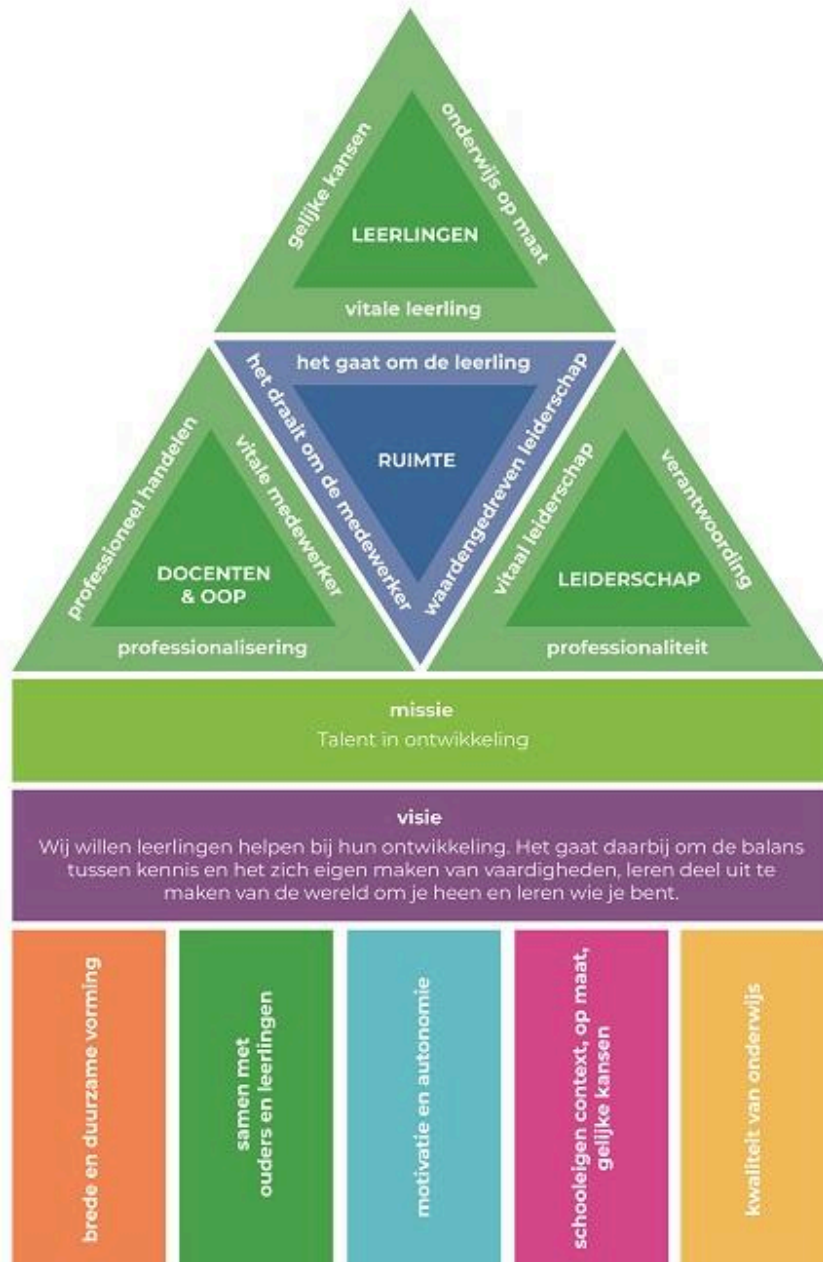 gelijke kansen
onderwijs op maat
LEERLINGEN
vitale leerling
het gaat om de leerling
het draait om de medewerker
waardengedreven leiderschap
RUIMTE
professioneel handelen
vitale medewerker
DOCENTEN
& OOP
professionalisering
vitaal leiderschap
verantwoording
LEIDERSCHAP
professionaliteit
missie
Talent in ontwikkeling
visie
Wij willen leerlingen helpen bij hun ontwikkeling. Het gaat daarbij om de balans
tussen kennis en het zich eigen maken van vaardigheden, leren deel uit te
maken van de wereld om je heen en leren wie je bent.
brede en duurzame vorming
samen met
ouders en leerlingen
motivatie en autonomie
schooleigen context, op maat,
gelijke kansen
kwaliteit van onderwijs